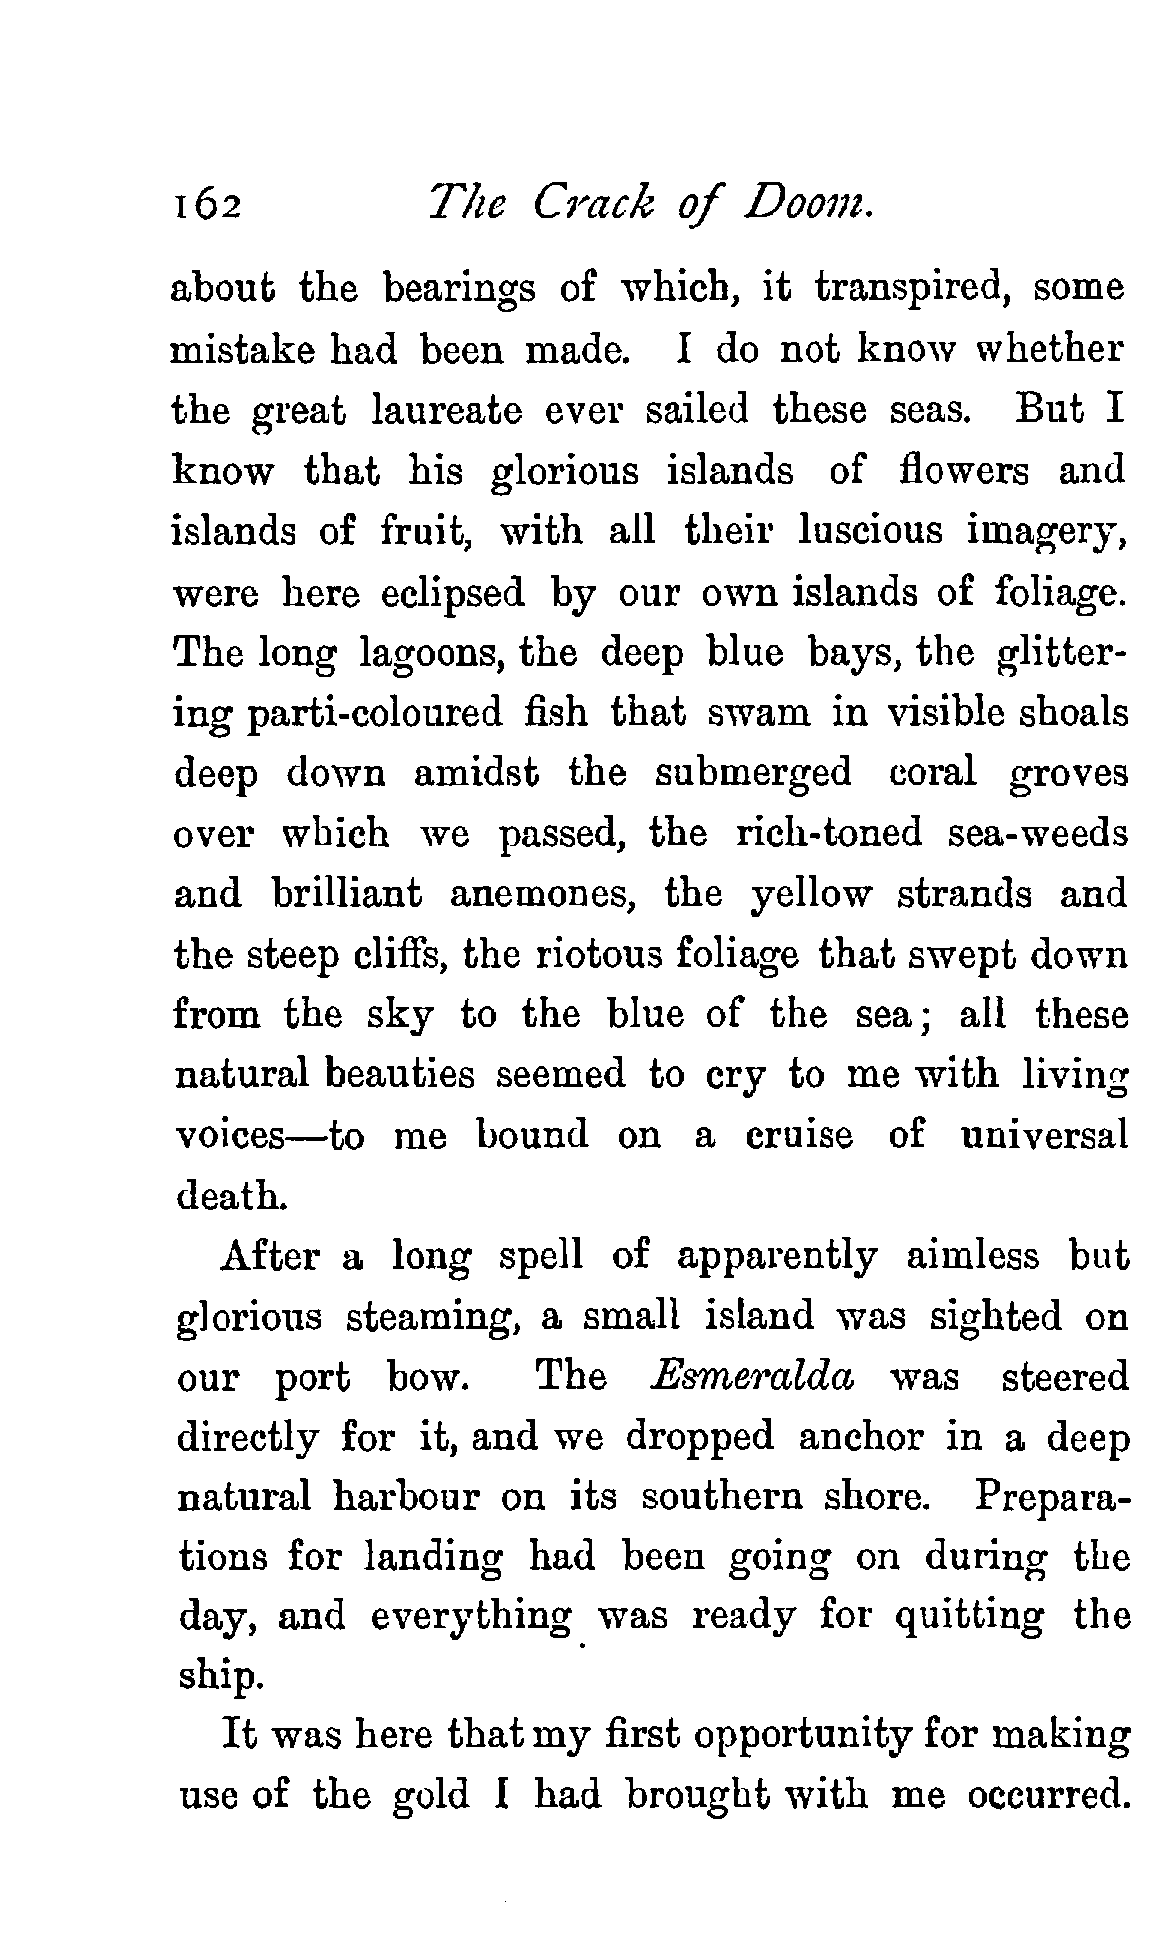 162 The Crack of Doom.
about the bearings of which, it transpired, some
mistake had been made. I do not know whether
the great laureate ever sailed these seas. But I
know that his glorious islands of flowers and
islands of fruit, with all their luscious imagery,
were here eclipsed by our own islands of foliage.
The long lagoons, the deep blue bays, the glitter-
ing parti-coloured fish that swam in visible shoals
deep down amidst the submerged coral groves
over which we passed, the rich-toned sea-weeds
and brilliant anemones, the yellow strands and
the steep cliffs, the riotous foliage that swept down
from the sky to the blue of the sea; all these
natural beauties seemed to cry to me with living
voices—to me bound on a cruise of universal
death.
After a long spell of apparently aimless but
glorious steaming, a small island was sighted on
our port bow. The Esmeralda was steered
directly for it, and we dropped anchor in a deep
natural harbour on its southern shore. Prepara-
tions for landing had been going on during the
day, and everything was ready for quitting the
ship.
It was here that my first opportunity for making
use of the gold I had brought with me occurred.